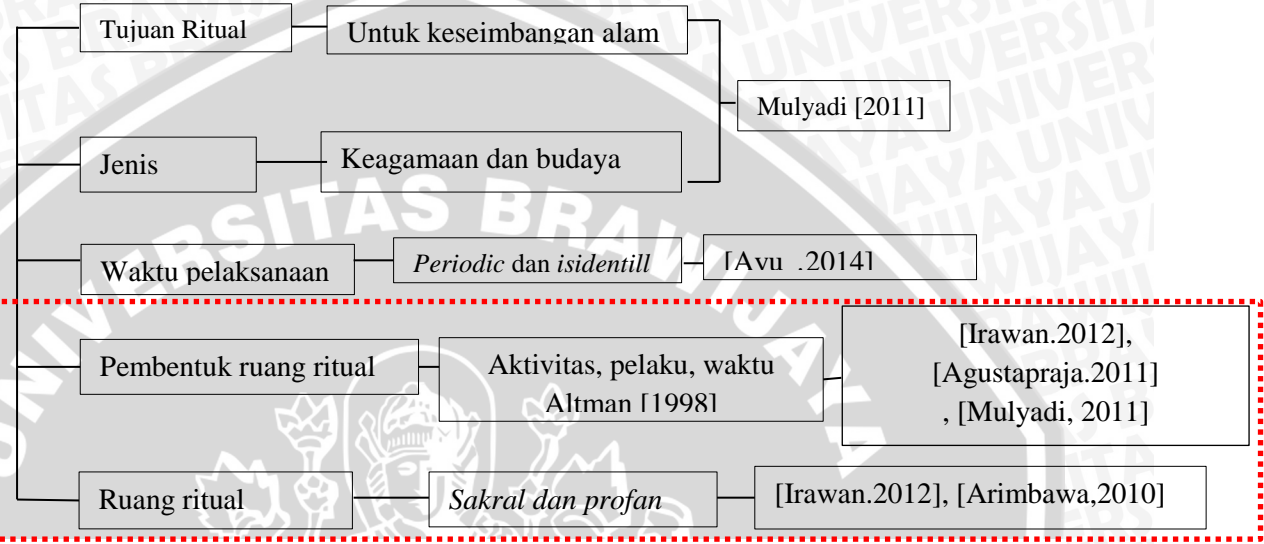 Tujuan Ritual
Untuk keseimbangan alam
Mulyadi [2011]
Jenis
Keagamaan dan budaya
Waktu pelaksanaan
Periodic dan isidentill
[Ayu .2014]
Pembentuk ruang ritual
Aktivitas, pelaku, waktu
Altman [1998]
[Irawan.2012],
[Agustapraja.2011]
, [Mulyadi, 2011]
Ruang ritual
Sakral dan profan
[Irawan.2012], [Arimbawa,2010]